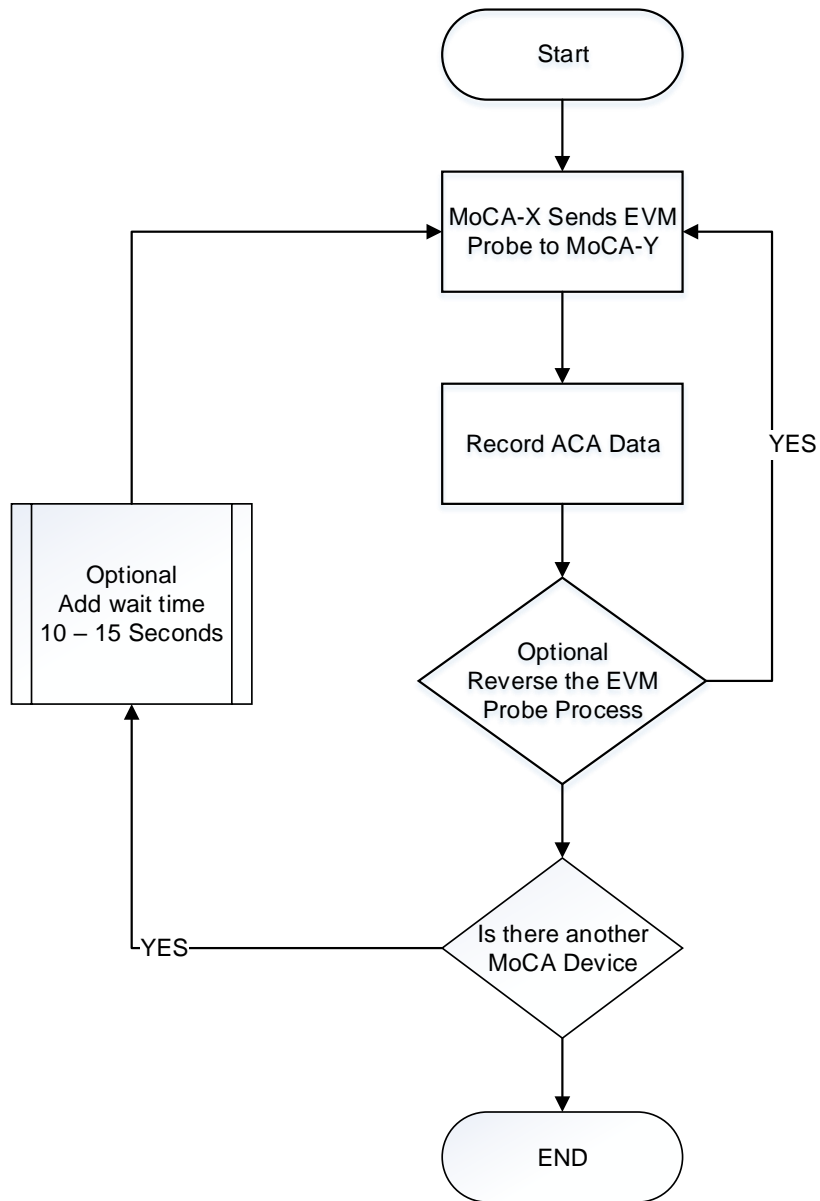 Start
MoCA-X Sends EVM
Probe to MoCA-Y
Record ACA Data
YES
Optional
Add wait time
10 – 15 Seconds
Optional
Reverse the EVM
Probe Process
Is there another
MoCA Device
YES
END